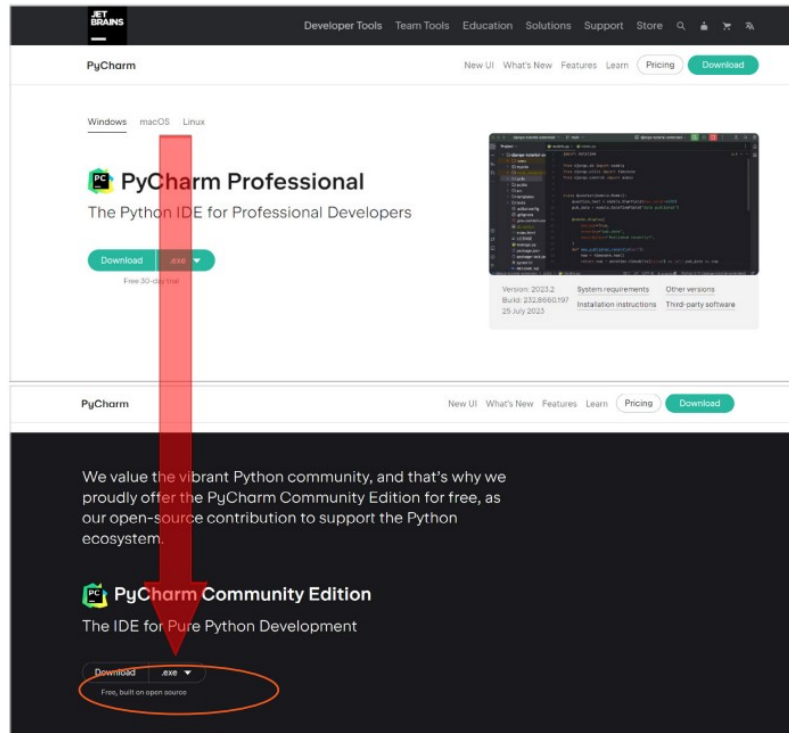 JET
BRAINS
Developer Tools Team Tools Education Solutions Support Store
PyCharm
New UI What's New Features Learn Pricing Download
Windows macOS Linux
PC PyCharm Professional
The Python IDE for Professional Developers
Download .exe
Free 30-day trial
Version: 2023.2
Build: 232.8660.197
25 July 2023
System requirements
Installation instructions
Other versions
Third-party software
PyCharm
New UI What's New Features Learn Pricing Download
We value the vibrant Python community, and that's why we
proudly offer the PyCharm Community Edition for free, as
our open-source contribution to support the Python
ecosystem.
PC PyCharm Community Edition
The IDE for Pure Python Development
Download .exe
Free, built on open source